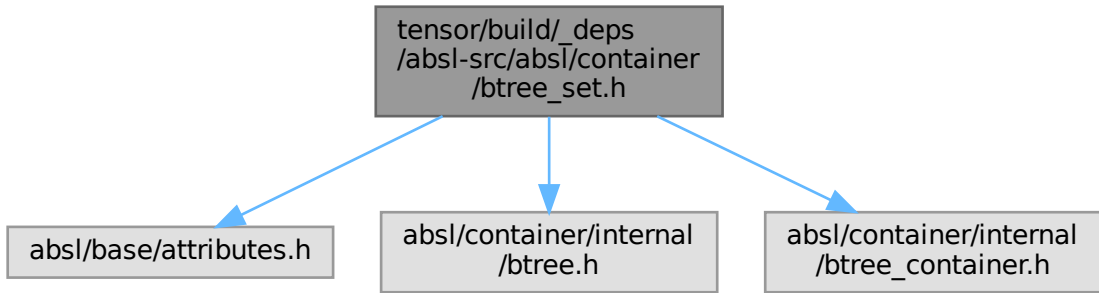 tensor/build/_deps
/absl-src/absl/container
/btree_set.h
absl/base/attributes.h
absl/container/internal
/btree.h
absl/container/internal
/btree_container.h